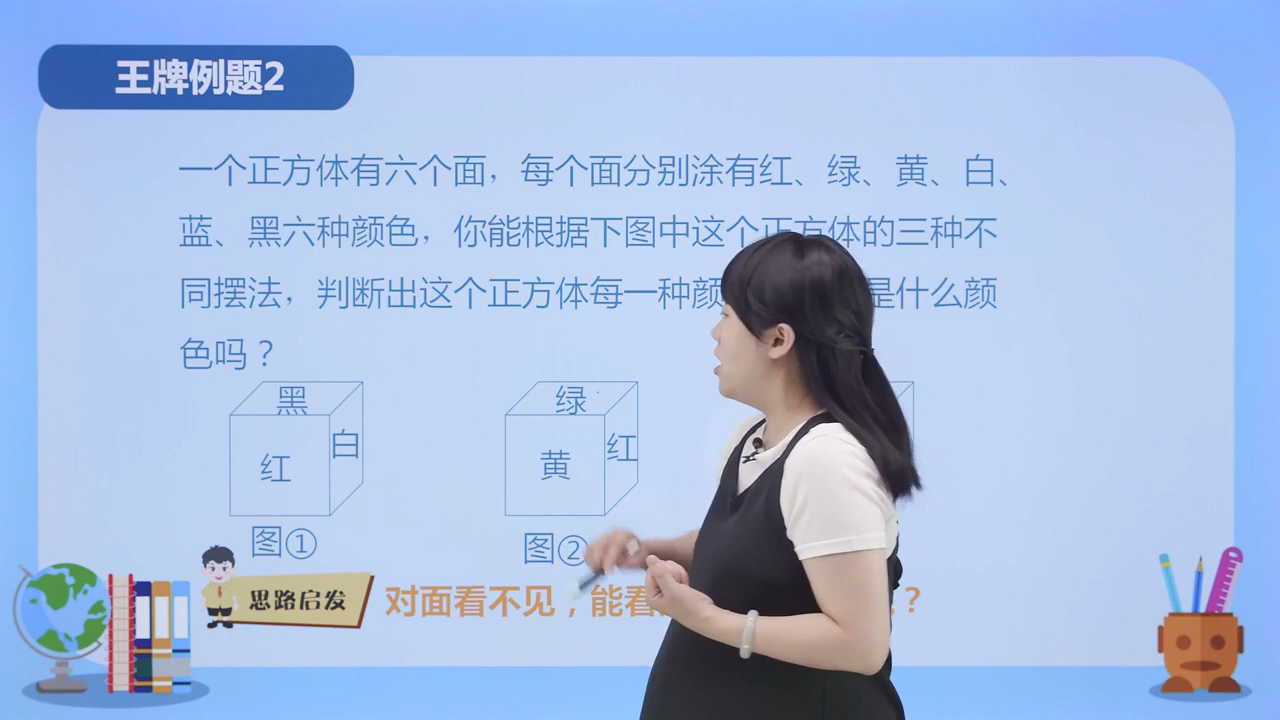 王牌例题2
一个正方体有六个面，每个面分别涂有红、绿、黄、白、
蓝、黑六种颜色，你能根据下图中这个正方体的三种不
同摆法，判断出这个正方体每一种颜 是什么颜
色吗？
黑
白
红
图①
绿
红
黄
图②
思路启发
对面看不见，能看 ？